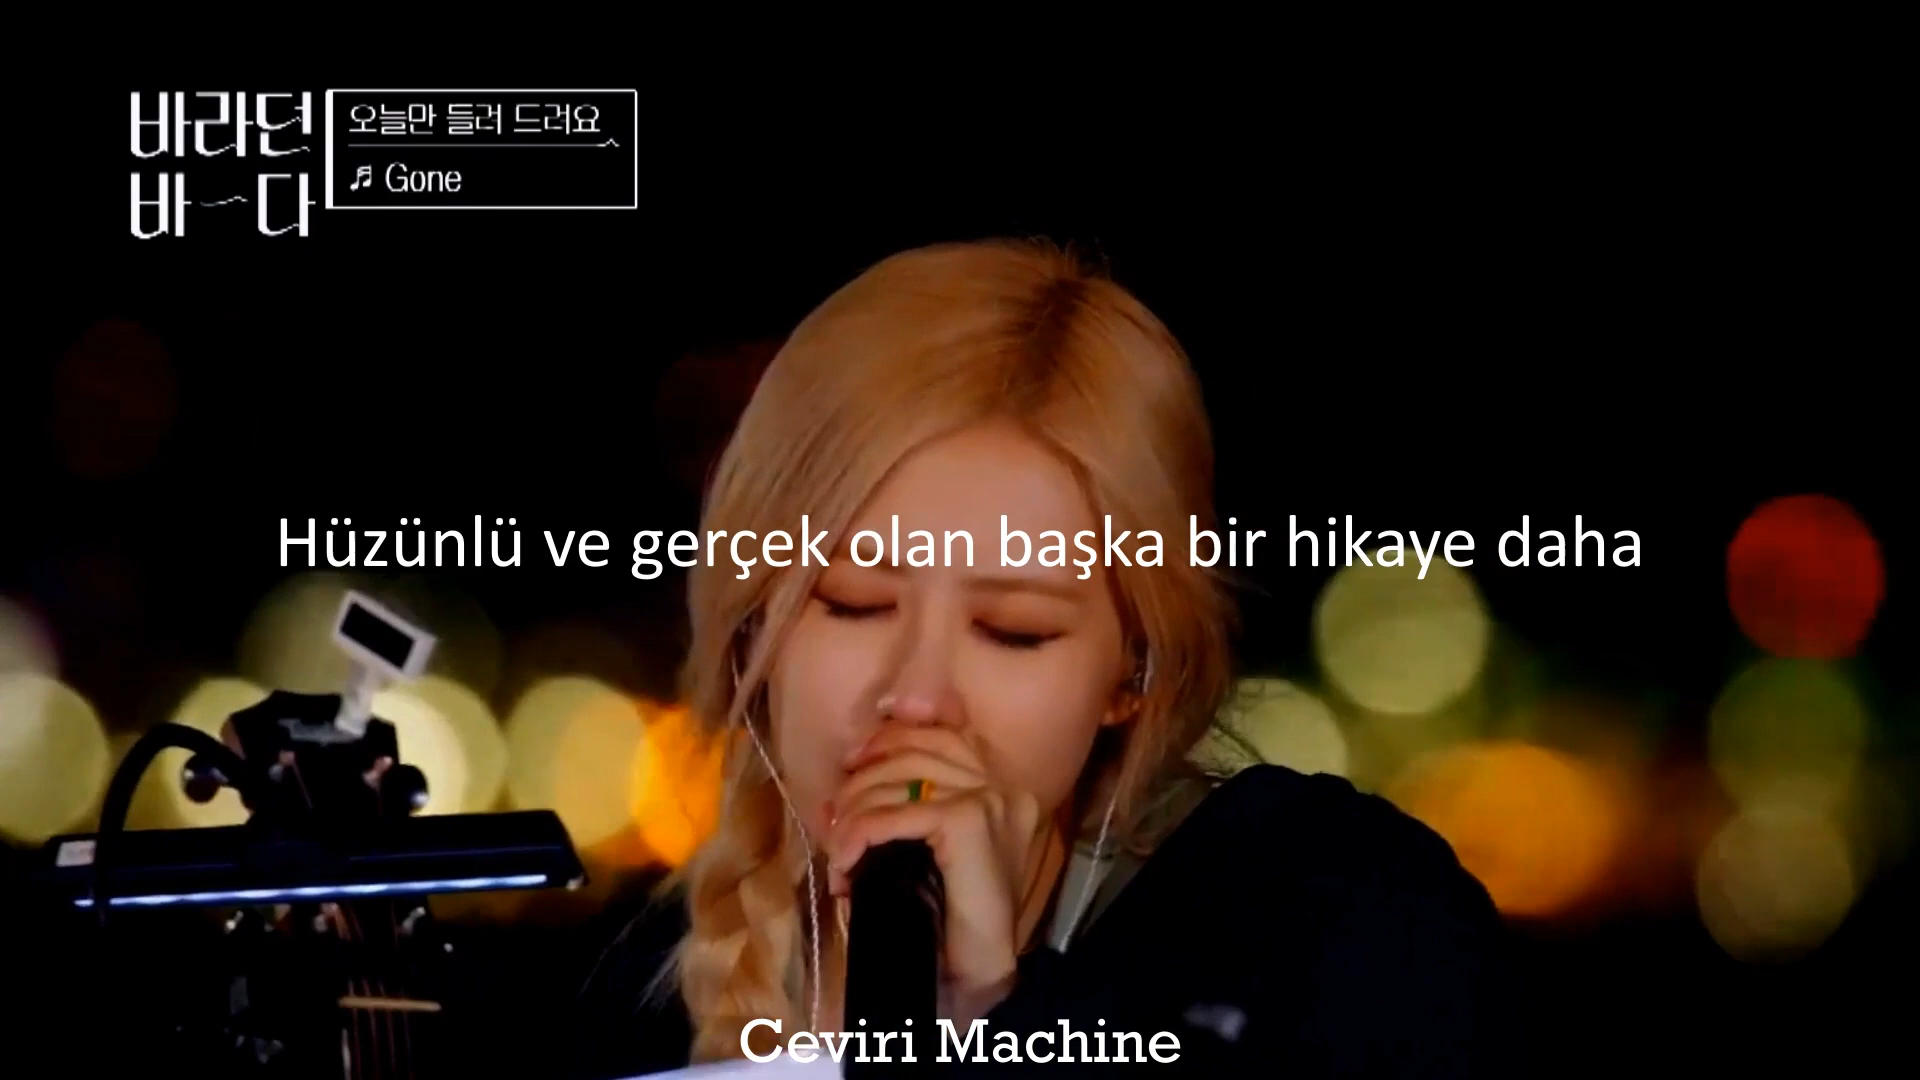 바라던
바다
오늘만 들려 드려요
Gone
Hüzünlü ve gerçek olan başka bir hikaye daha
Ceviri Machine